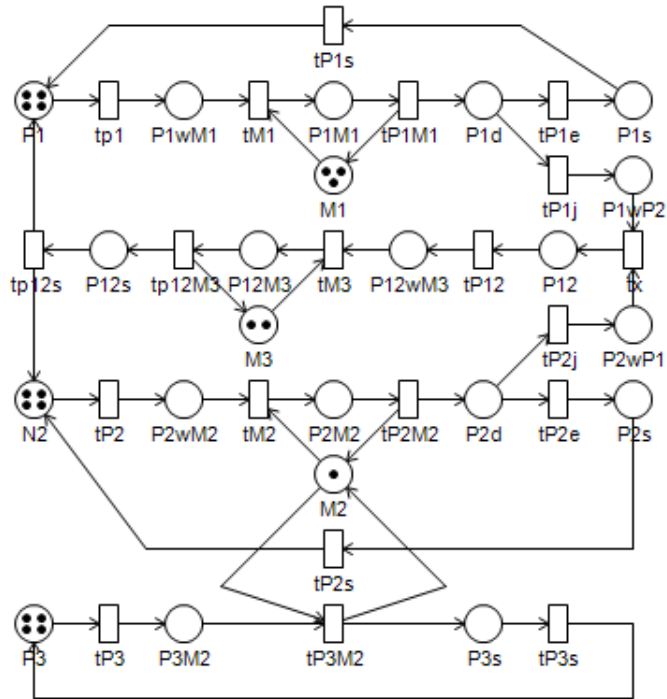 tP1s
P1 tp1 P1wM1 tM1 P1M1 tP1M1 P1d tP1e P1s
M1 tP1j P1wP2
tp12s P12s tp12M3 P12M3 tM3 P12wM3 tP12 P12 tx
M3 tP2j P2wP1
N2 tP2 P2wM2 tM2 P2M2 tP2M2 P2d tP2e P2s
M2
tP2s
P3 tP3 P3M2 tP3M2 P3s tP3s